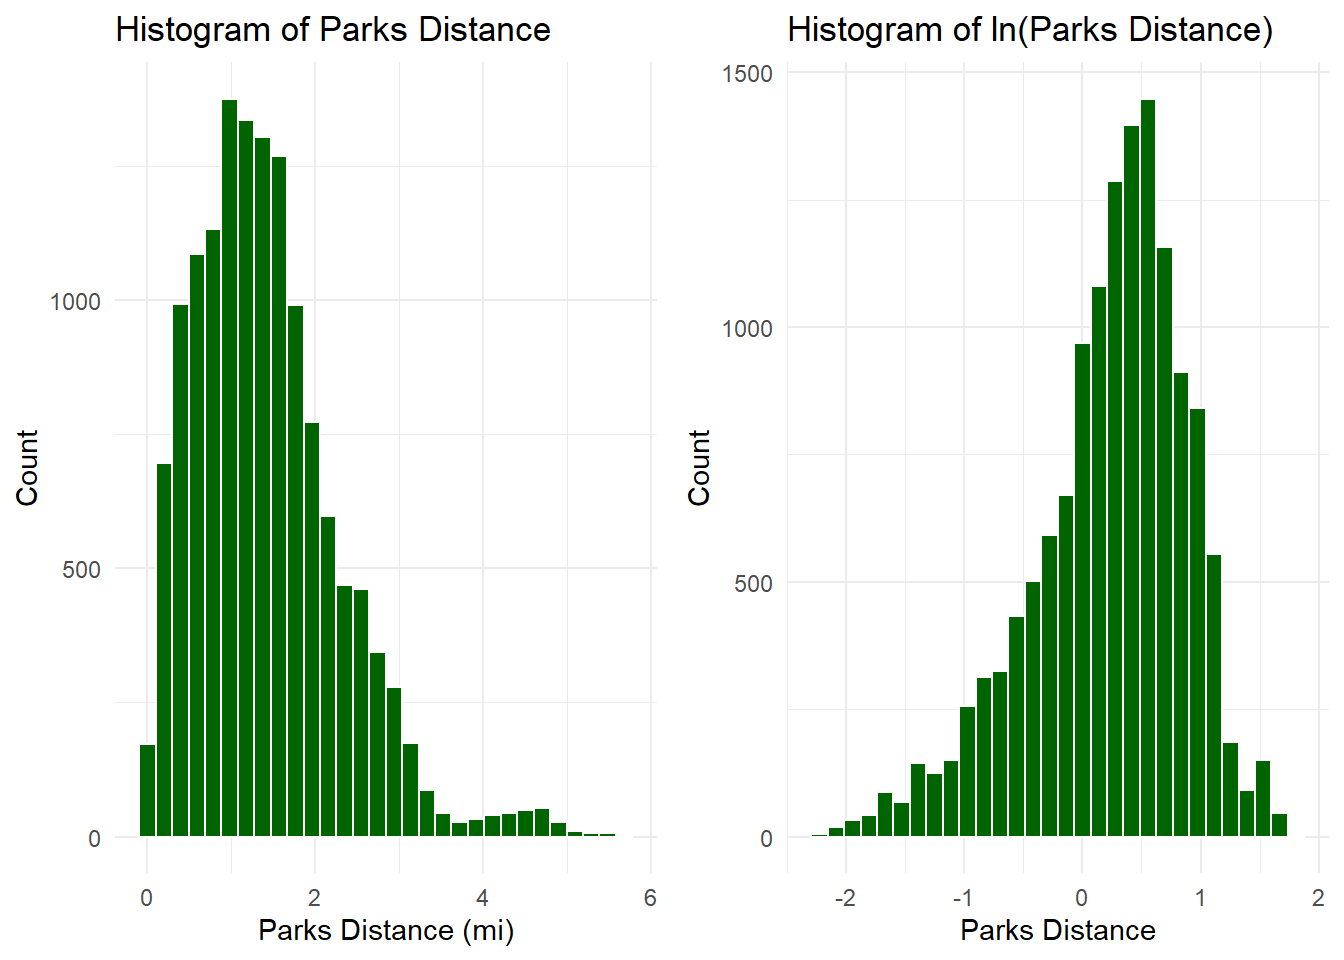 Histogram of Parks Distance
Count
1000
500
0
0 2 4 6
Parks Distance (mi)
Histogram of ln(Parks Distance)
Count
1500
1000
500
0
-2 -1 0 1 2
Parks Distance